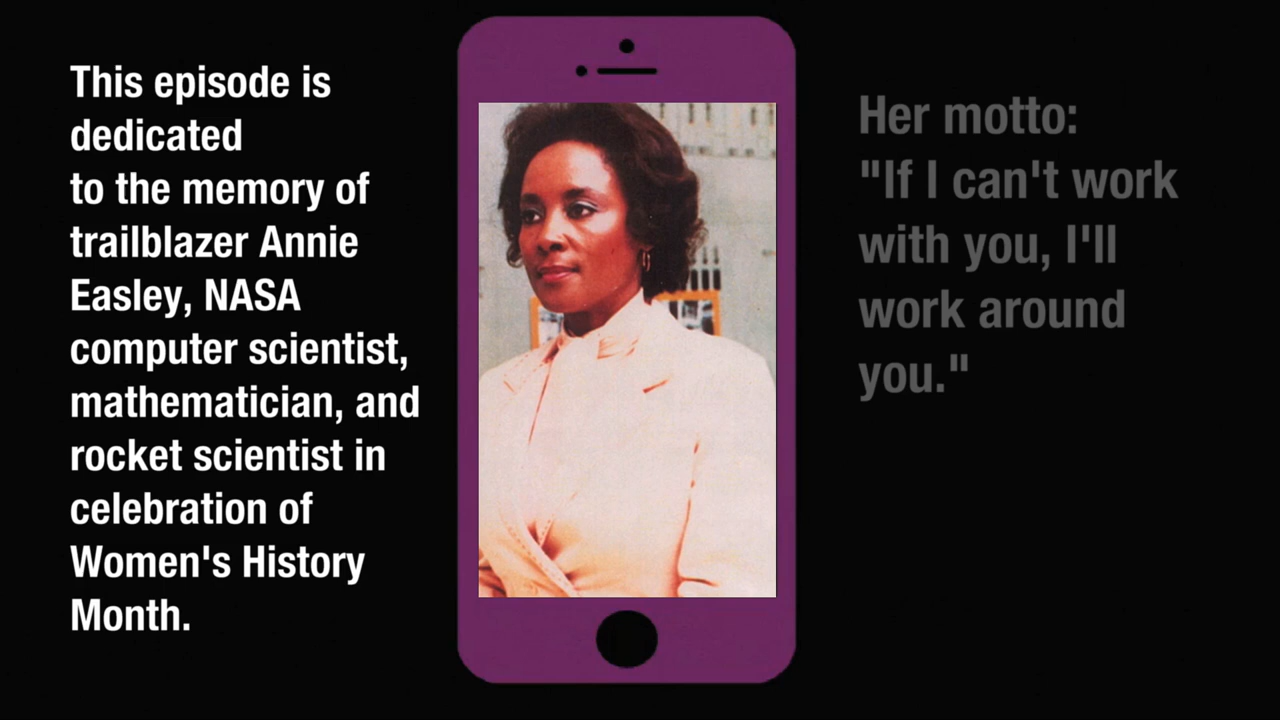 This episode is
dedicated
to the memory of
trailblazer Annie
Easley, NASA
computer scientist,
mathematician, and
rocket scientist in
celebration of
Women's History
Month.
Her motto:
"If I can't work
with you, I'll
work around
you."